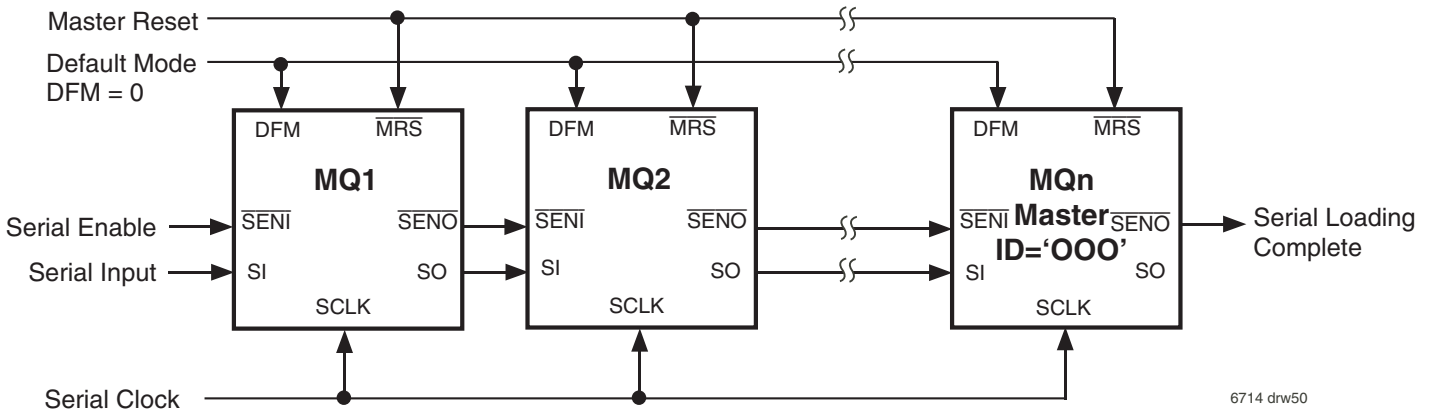 Master Reset
Default Mode
DFM = 0
DFM
MRS
DFM
MRS
DFM
MRS
MQ1
MQ2
MQn
Master
ID=‘OOO’
Serial Enable
SENI
SENO
SENI
SENO
SENI
SENO
Serial Loading
Complete
Serial Input
SI
SO
SI
SO
SI
SO
SCLK
SCLK
SCLK
Serial Clock
6714 drw50